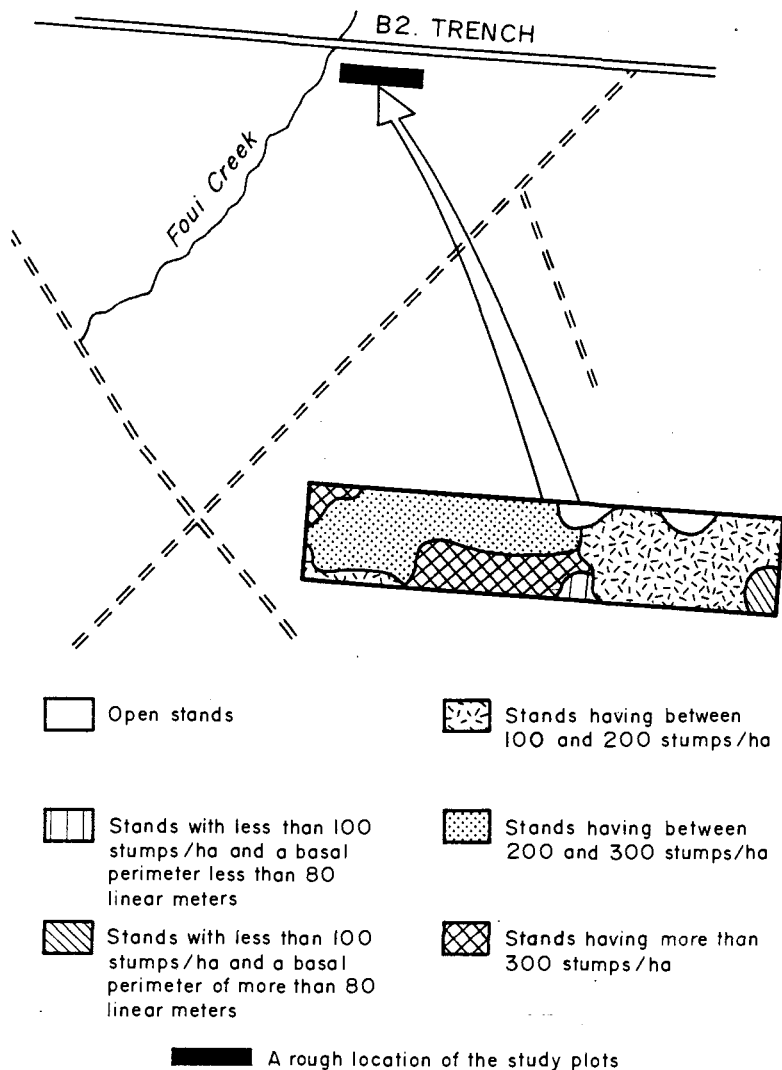 B2. TRENCH
Foui Creek
Open stands
Stands with less than 100
stumps/ha and a basal
perimeter less than 80
linear meters
Stands with less than 100
stumps/ha and a basal
perimeter of more than 80
linear meters
Stands having between
100 and 200 stumps/ha
Stands having between
200 and 300 stumps/ha
Stands having more than
300 stumps/ha
A rough location of the study plots